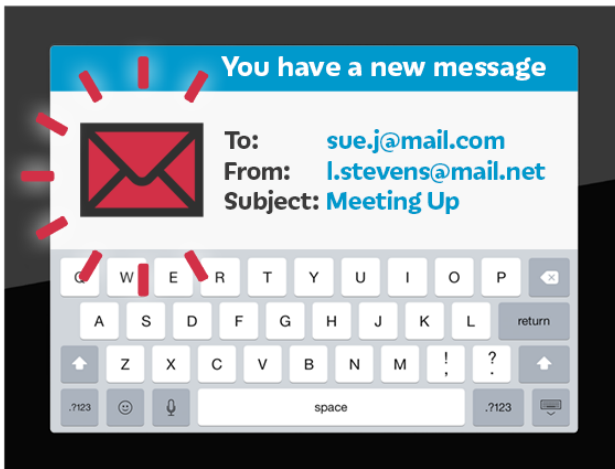 You have a new message
To: sue.j@mail.com
From: l.stevens@mail.net
Subject: Meeting Up
Q W E R T Y U I O P
A S D F G H J K L return
Z X C V B N M ! , ? .
.?123 space .?123